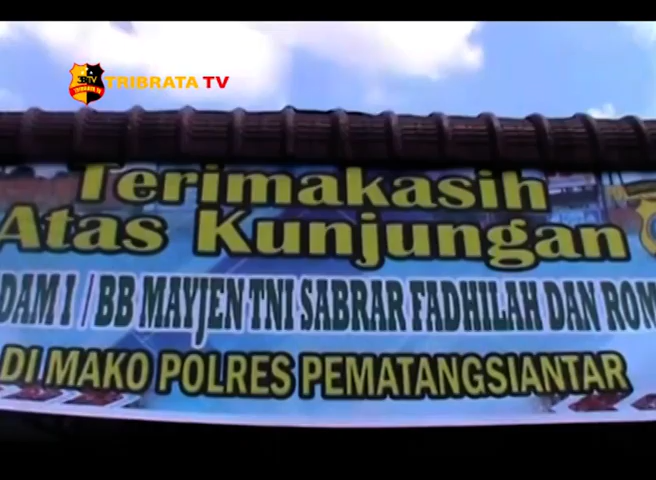 TRIBRATA TV
Terimakasih
Atas Kunjungan
DAM I / BB MAYJEN TNI SABRAR FADHILAH DAN ROM
DI MAKO POLRES PEMATANGSIANTAR